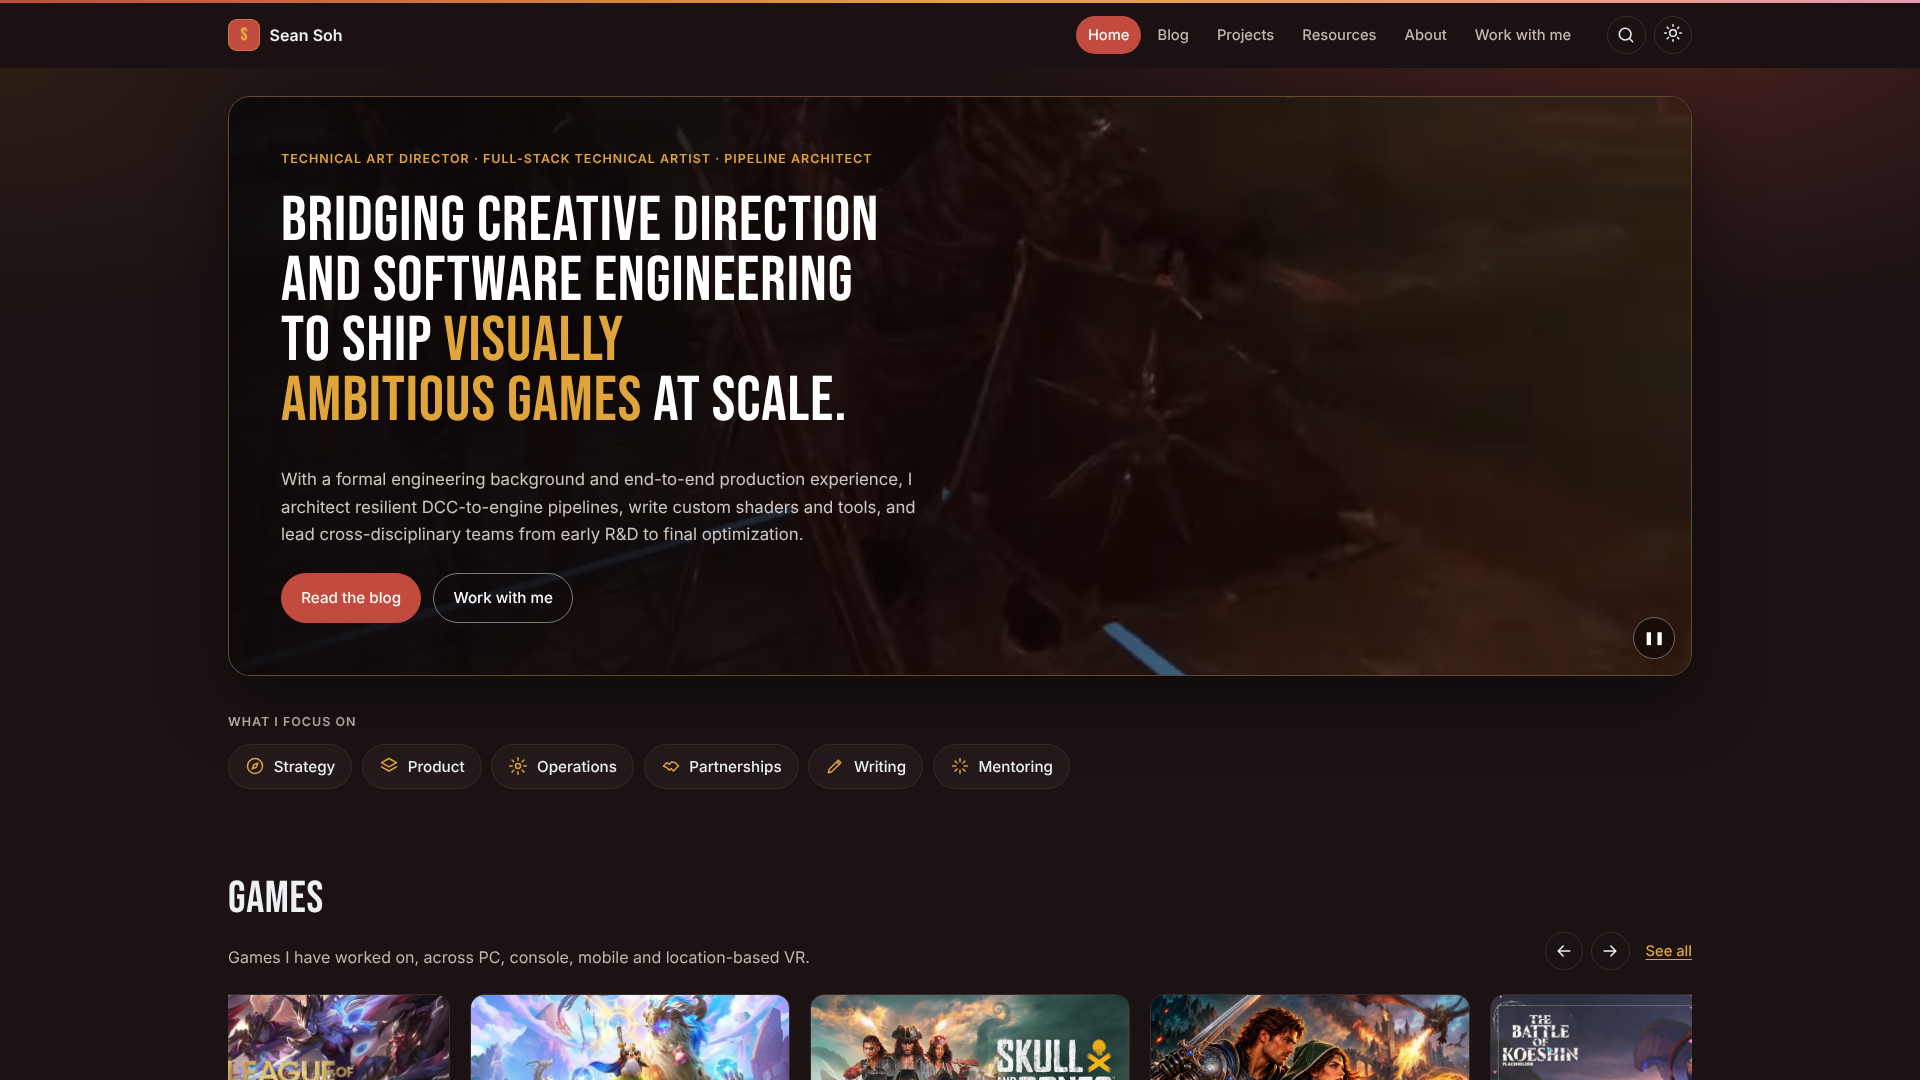 S
Sean Soh
Home
Blog
Projects
Resources
About
Work with me
TECHNICAL ART DIRECTOR · FULL-STACK TECHNICAL ARTIST · PIPELINE ARCHITECT
BRIDGING CREATIVE DIRECTION
AND SOFTWARE ENGINEERING
TO SHIP VISUALLY
AMBITIOUS GAMES AT SCALE.
With a formal engineering background and end-to-end production experience, I
architect resilient DCC-to-engine pipelines, write custom shaders and tools, and
lead cross-disciplinary teams from early R&D to final optimization.
Read the blog
Work with me
WHAT I FOCUS ON
Strategy
Product
Operations
Partnerships
Writing
Mentoring
GAMES
Games I have worked on, across PC, console, mobile and location-based VR.
See all
LEAGUE OF
SKULL
THE
BATTLE
OF
KOESHIN
PLACEHOLDER